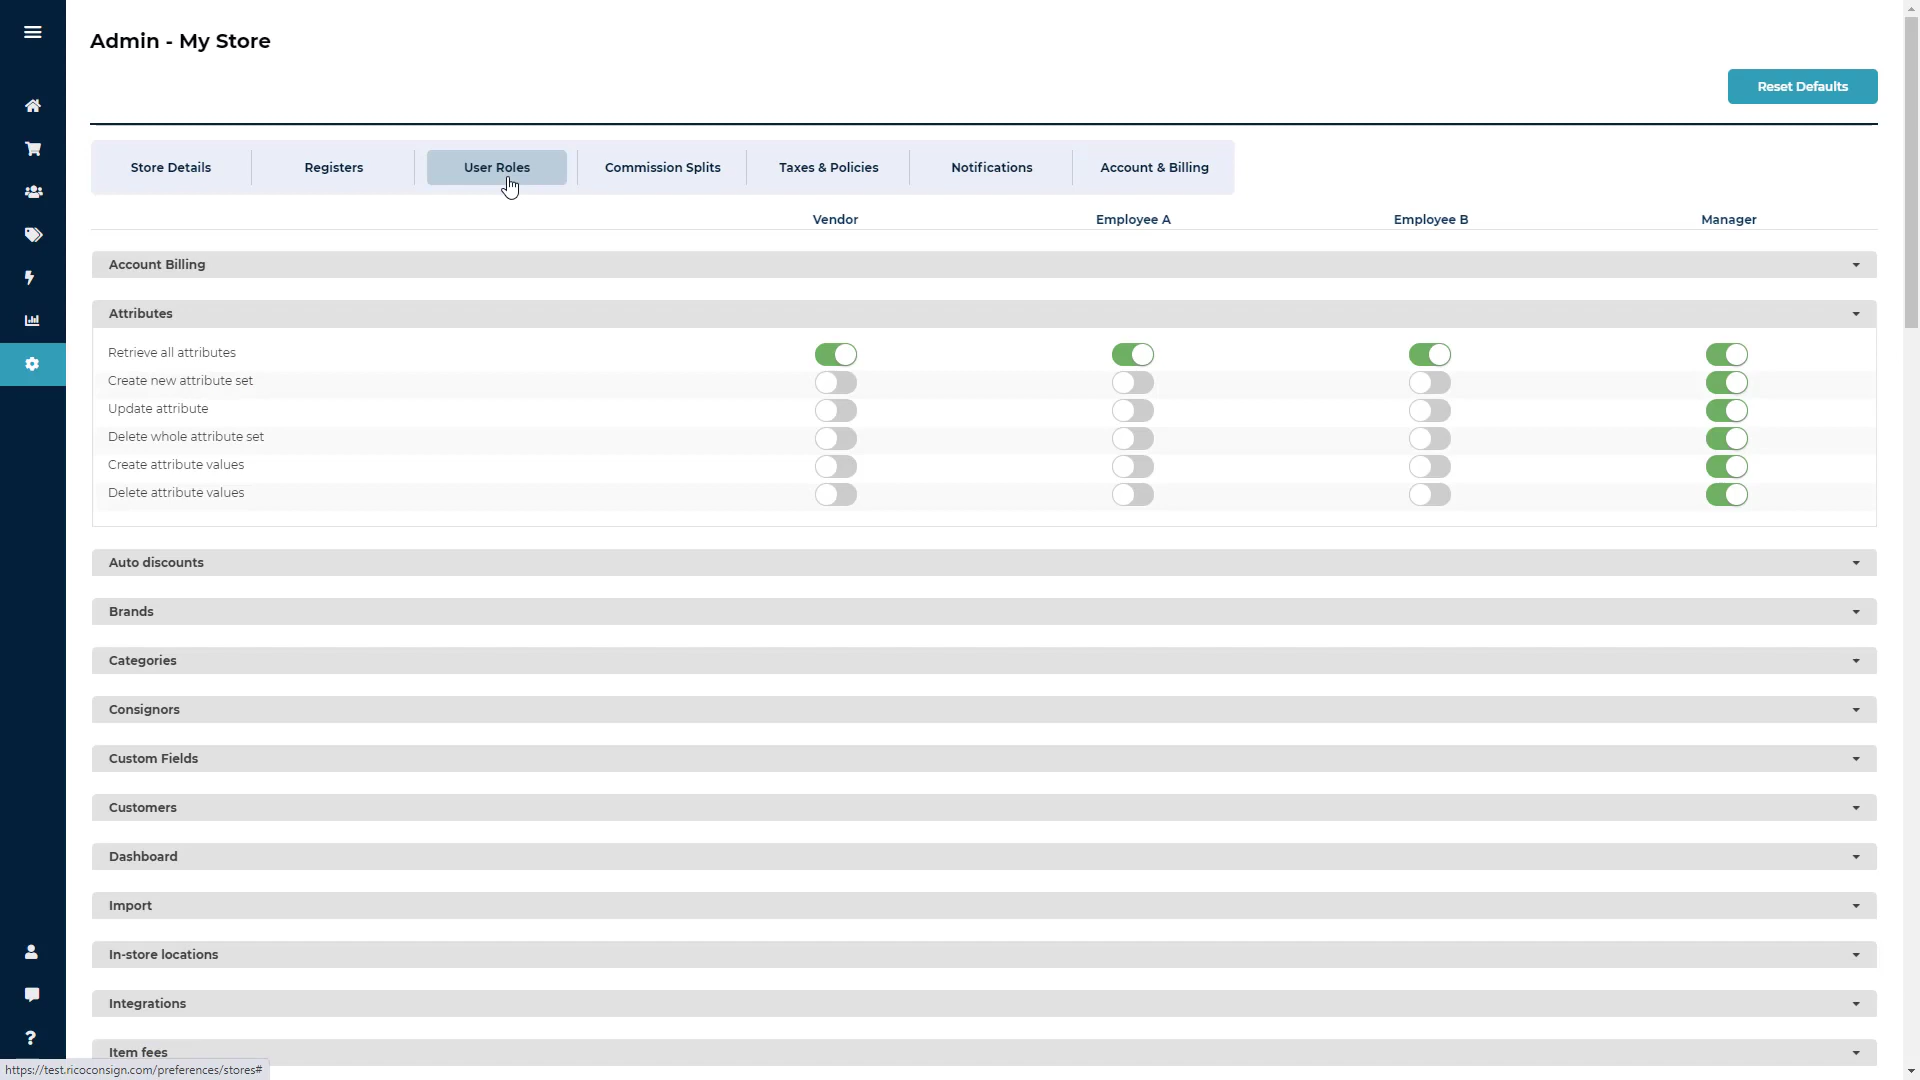 Admin - My Store
Reset Defaults
Store Details
Registers
User Roles
Commission Splits
Taxes & Policies
Notifications
Account & Billing
Vendor
Employee A
Employee B
Manager
Account Billing
Attributes
Retrieve all attributes
Create new attribute set
Update attribute
Delete whole attribute set
Create attribute values
Delete attribute values
Auto discounts
Brands
Categories
Consignors
Custom Fields
Customers
Dashboard
Import
In-store locations
Integrations
Item fees
https://test.ricoconsign.com/preferences/stores#